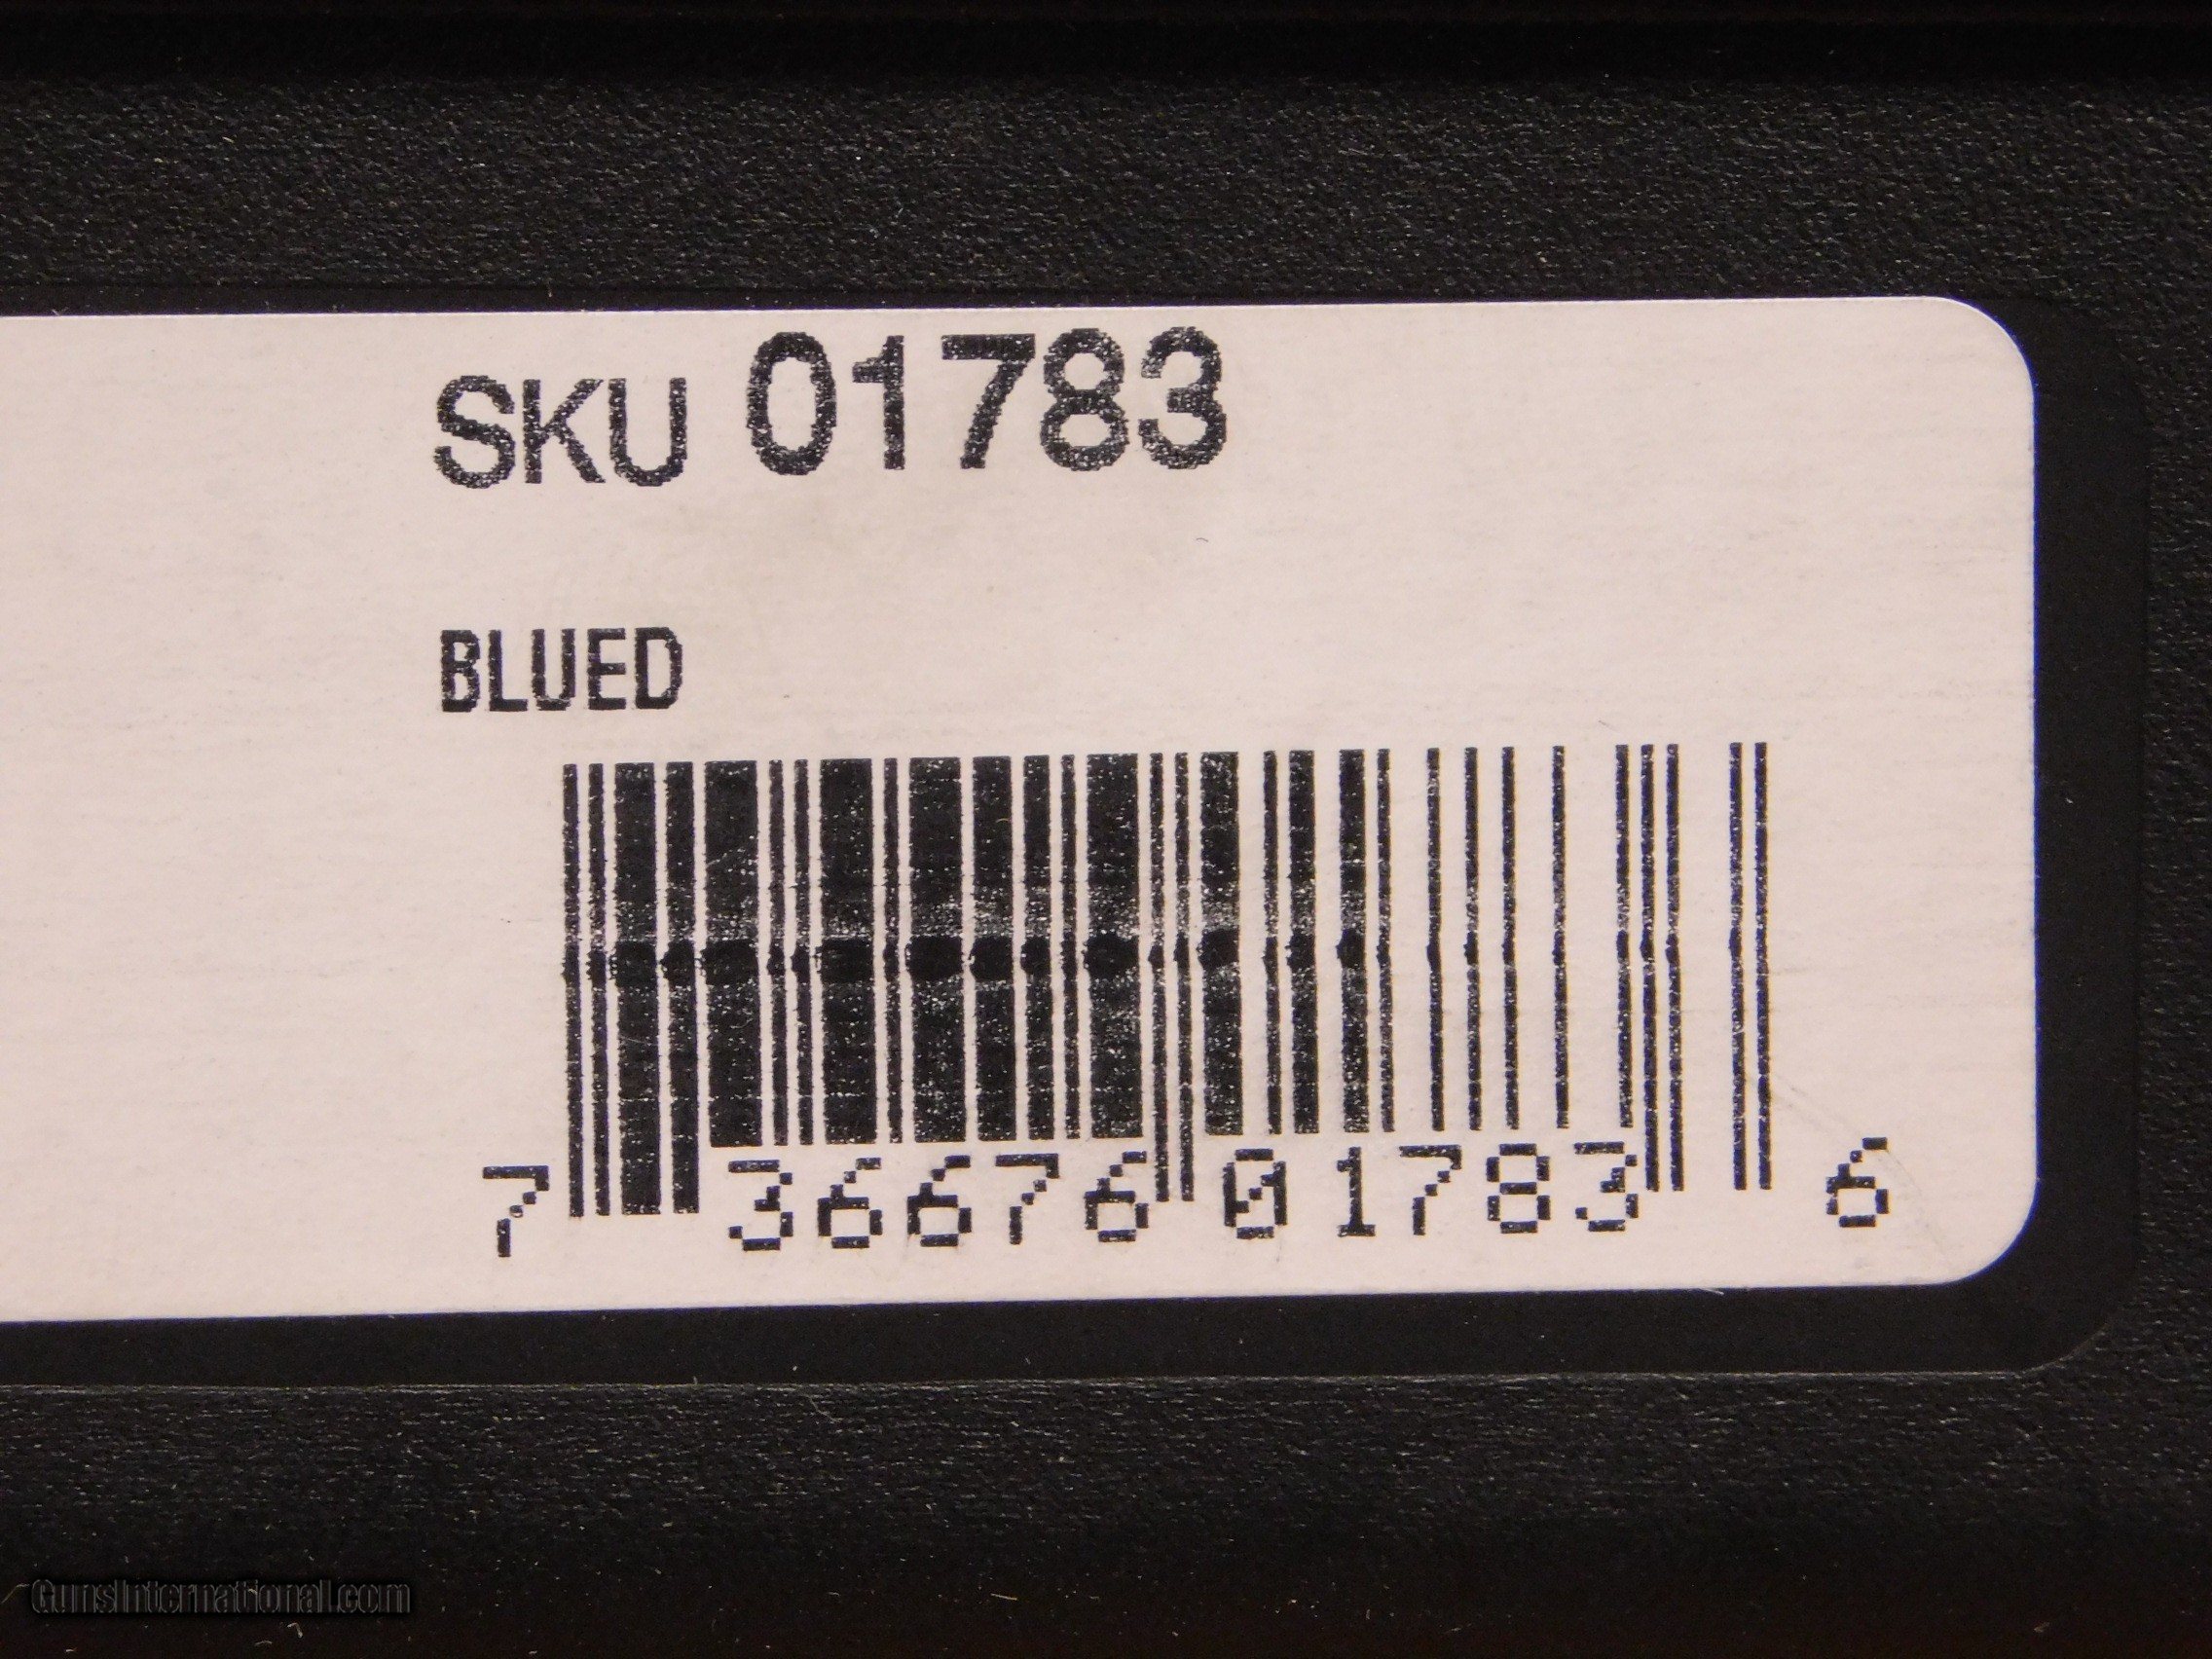 SKU 01783
BLUED
7 36676 01783 6
GunsInternational.com